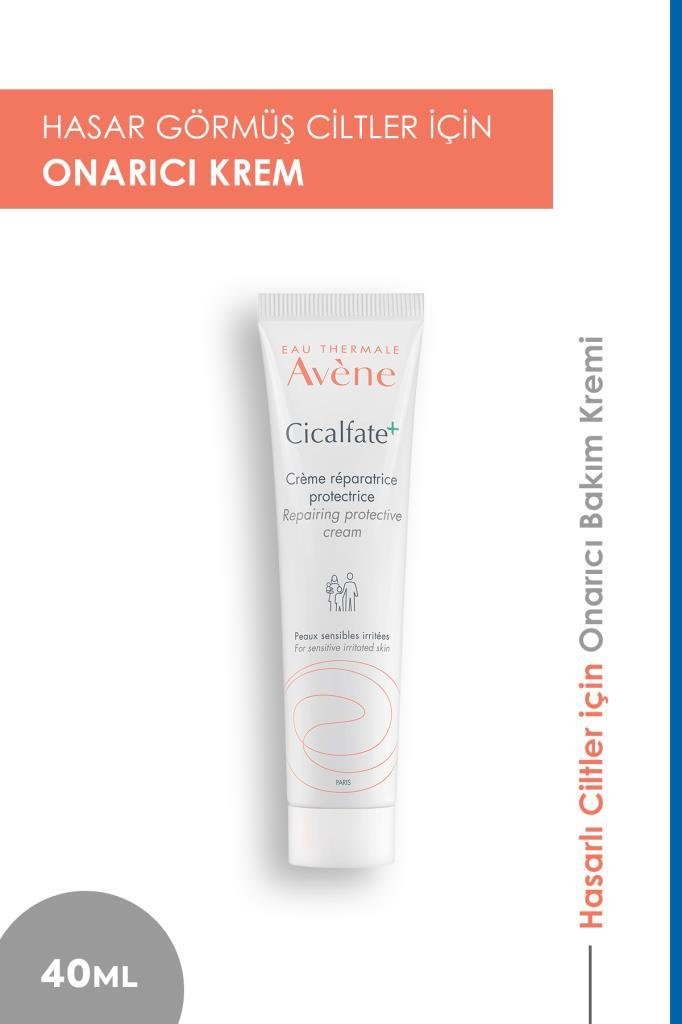 HASAR GÖRMÜŞ CİLTLER İÇİN
ONARICI KREM
EAU THERMALE
Avène
Cicalfate+
Crème réparatrice
protectrice
Repairing protective
cream
Peaux sensibles irritées
For sensitive irritated skin
PARIS
Hasarlı Ciltler için Onarıcı Bakım Kremi
40ML